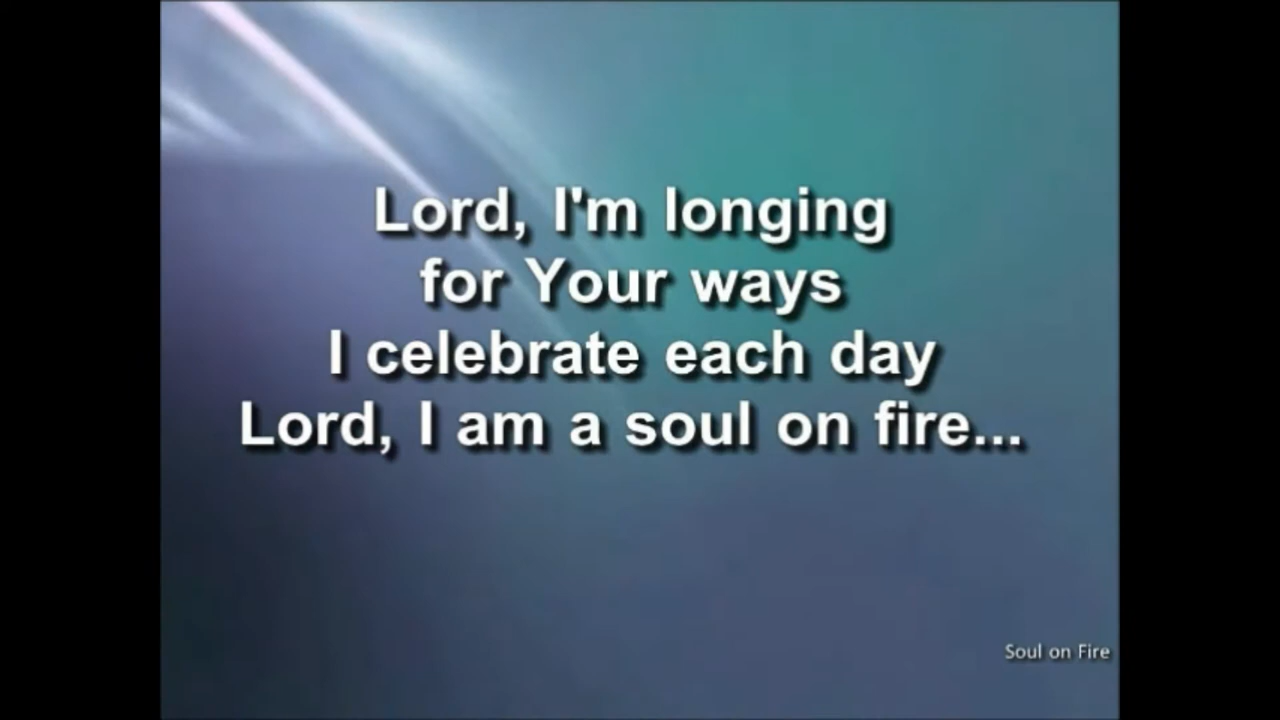 Lord, I'm longing
for Your ways
I celebrate each day
Lord, I am a soul on fire...
Soul on Fire